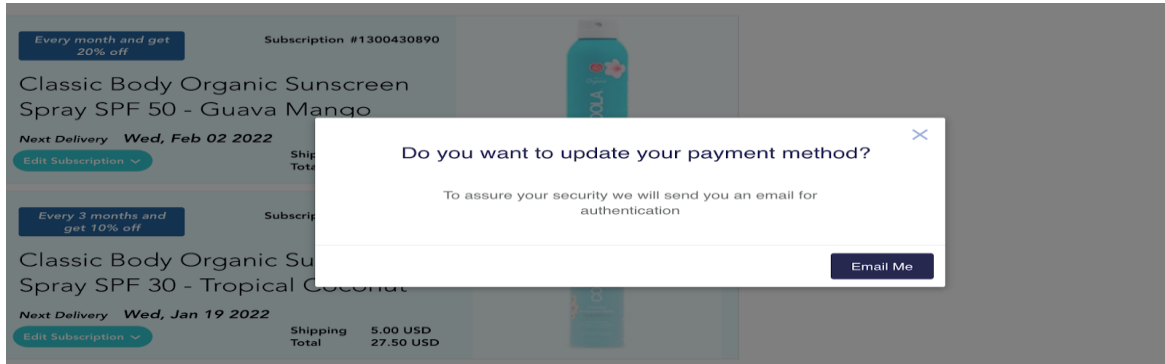 Every month and get
20% off
Subscription #1300430890
Classic Body Organic Sunscreen
Spray SPF 50 - Guava Mango
Next Delivery Wed, Feb 02 2022
Edit Subscription
Do you want to update your payment method?
To assure your security we will send you an email for
authentication
Email Me
Every 3 months and
get 10% off
Classic Body Organic
Spray SPF 30 - Tropical Coconut
Next Delivery Wed, Jan 19 2022
Edit Subscription
Shipping 5.00 USD
Total 27.50 USD